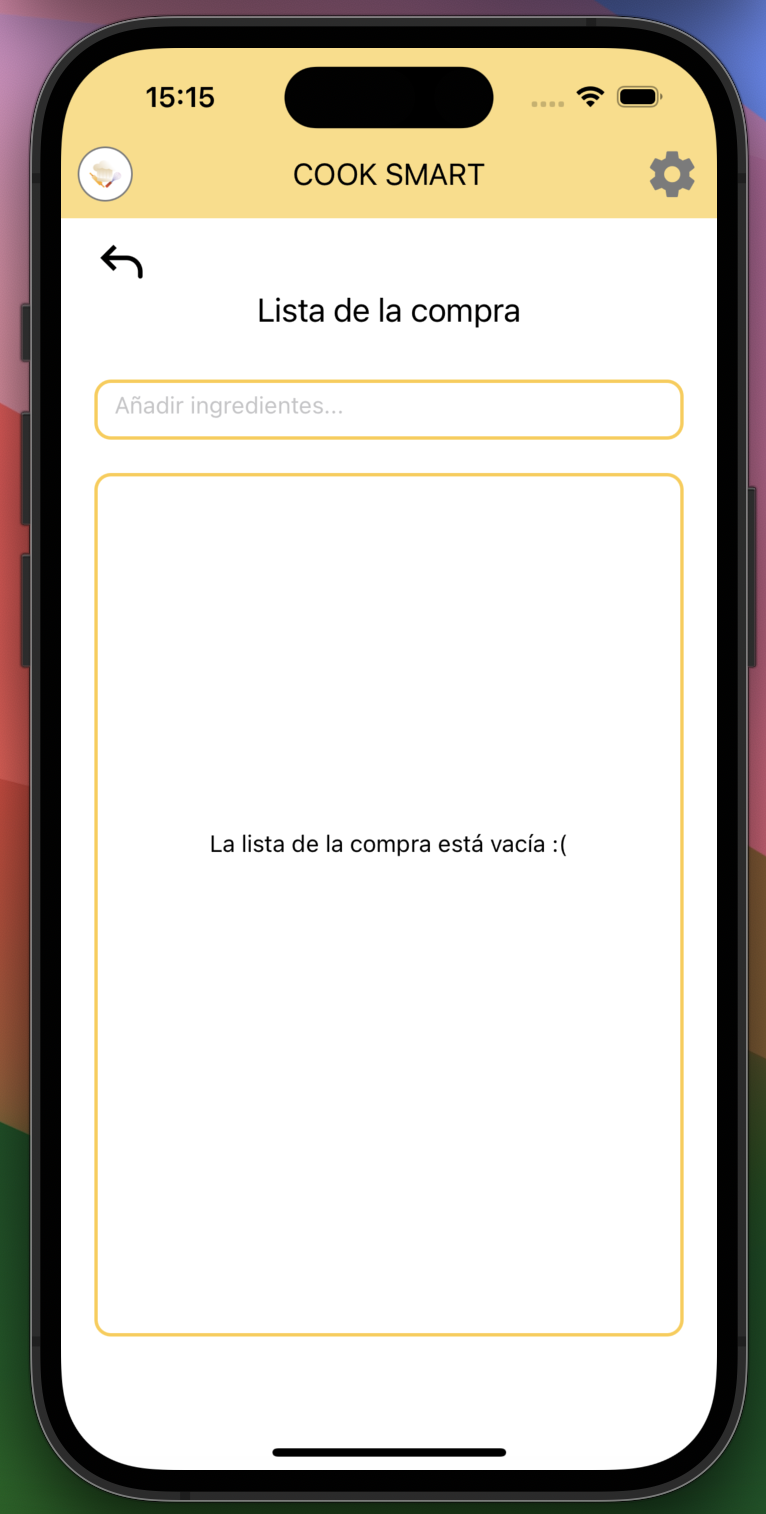 15:15
COOK SMART
Lista de la compra
Añadir ingredientes...
La lista de la compra está vacía :(